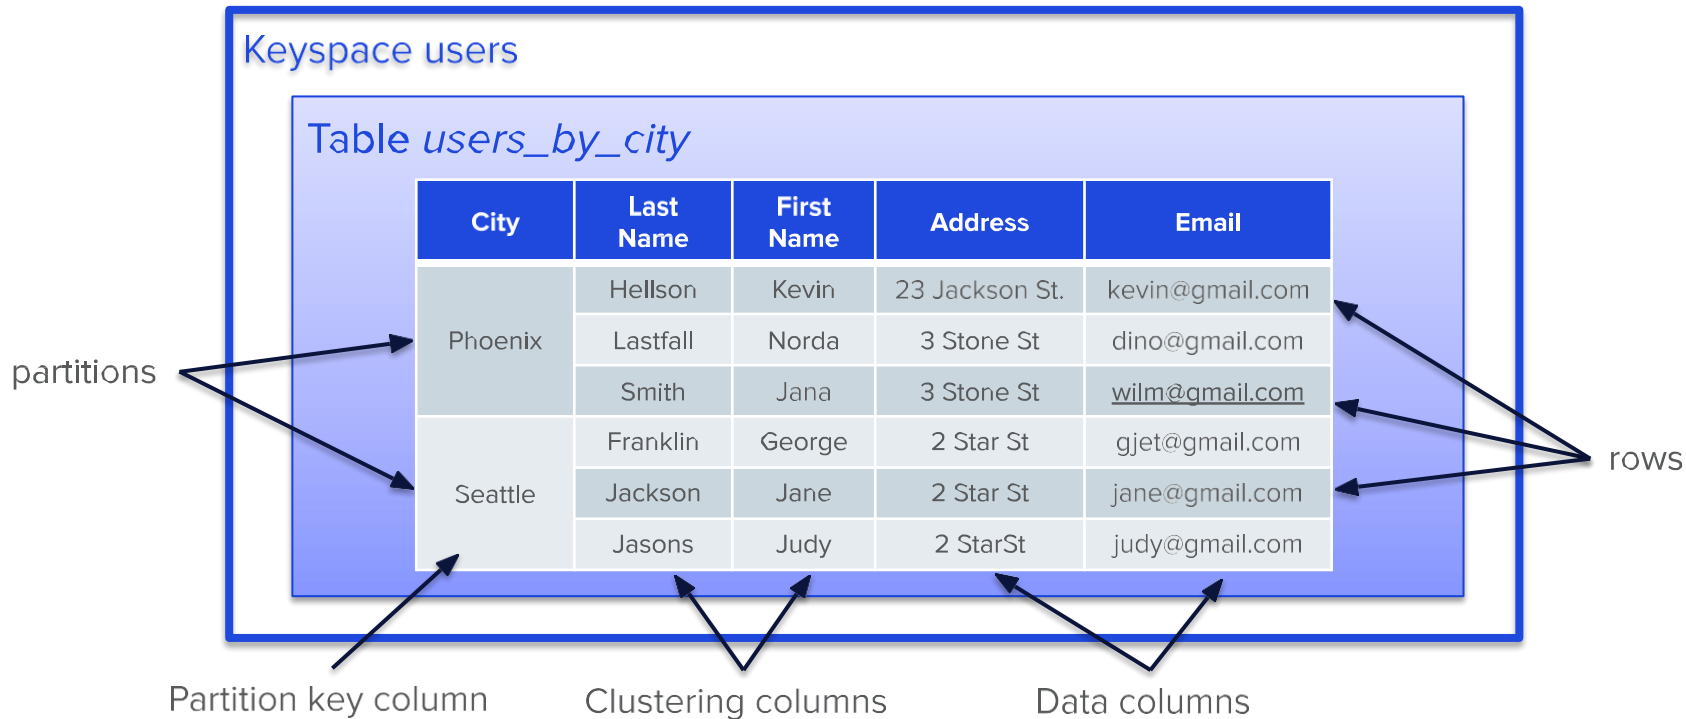 Keyspace users
Table users_by_city
City Last Name First Name Address Email
Phoenix
Hellson Kevin 23 Jackson St. kevin@gmail.com
Lastfall Norda 3 Stone St dino@gmail.com
Smith Jana 3 Stone St wilm@gmail.com
Seattle
Franklin George 2 Star St gjet@gmail.com
Jackson Jane 2 Star St jane@gmail.com
Jasons Judy 2 StarSt judy@gmail.com
partitions
rows
Partition key column
Clustering columns
Data columns